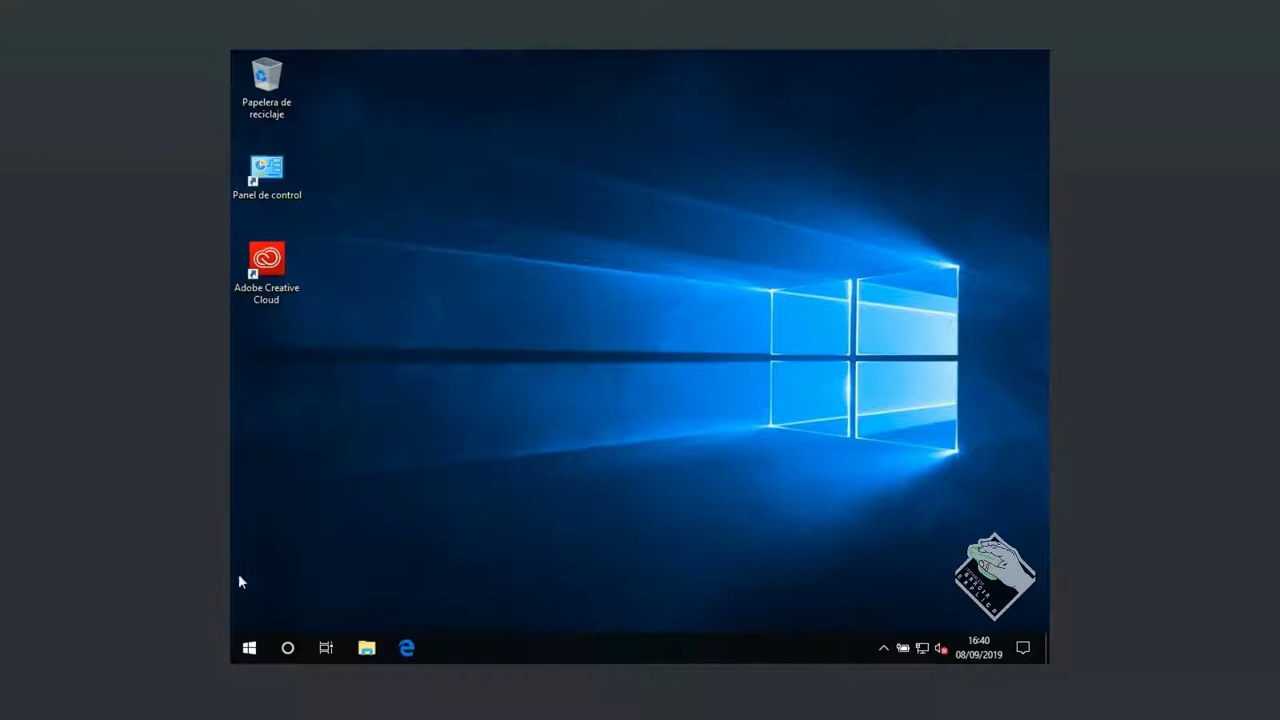 Papelera de
reciclaje
Panel de control
Adobe Creative
Cloud
16:40
08/09/2019